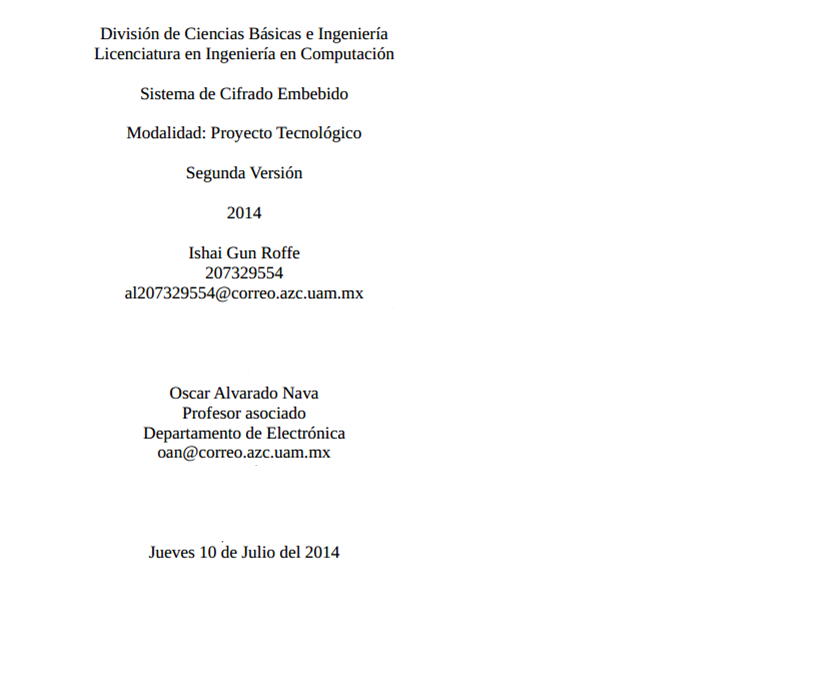 División de Ciencias Básicas e Ingeniería
Licenciatura en Ingeniería en Computación
Sistema de Cifrado Embebido
Modalidad: Proyecto Tecnológico
Segunda Versión
2014
Ishai Gun Roffe
207329554
al207329554@correo.azc.uam.mx
Oscar Alvarado Nava
Profesor asociado
Departamento de Electrónica
oan@correo.azc.uam.mx
Jueves 10 de Julio del 2014